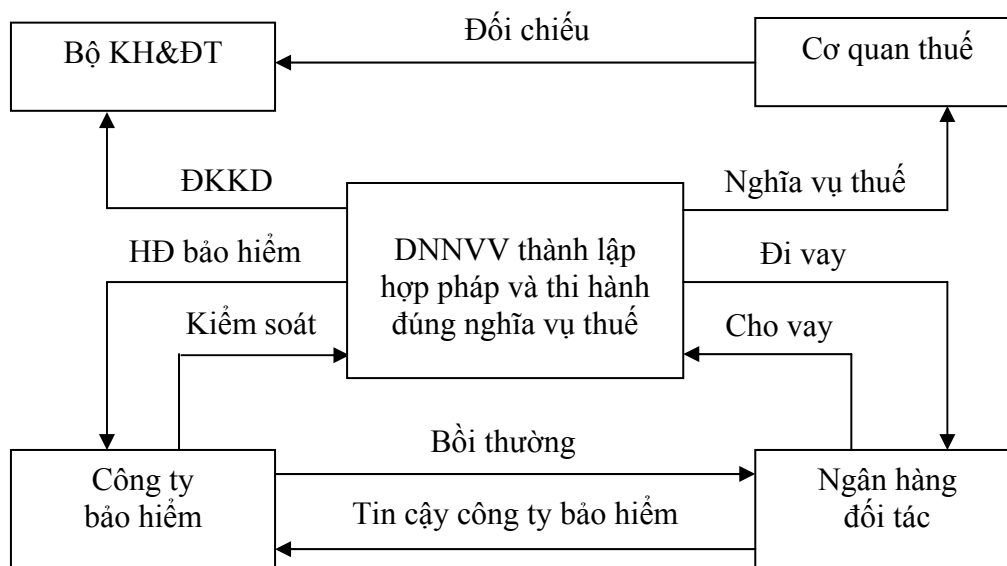 Đối chiếu
Bộ KH&ĐT
Cơ quan thuế
ĐKKD
Nghĩa vụ thuế
HĐ bảo hiểm
DNNVV thành lập
hợp pháp và thi hành
đúng nghĩa vụ thuế
Đi vay
Kiểm soát
Cho vay
Bồi thường
Công ty
bảo hiểm
Ngân hàng
đối tác
Tin cậy công ty bảo hiểm